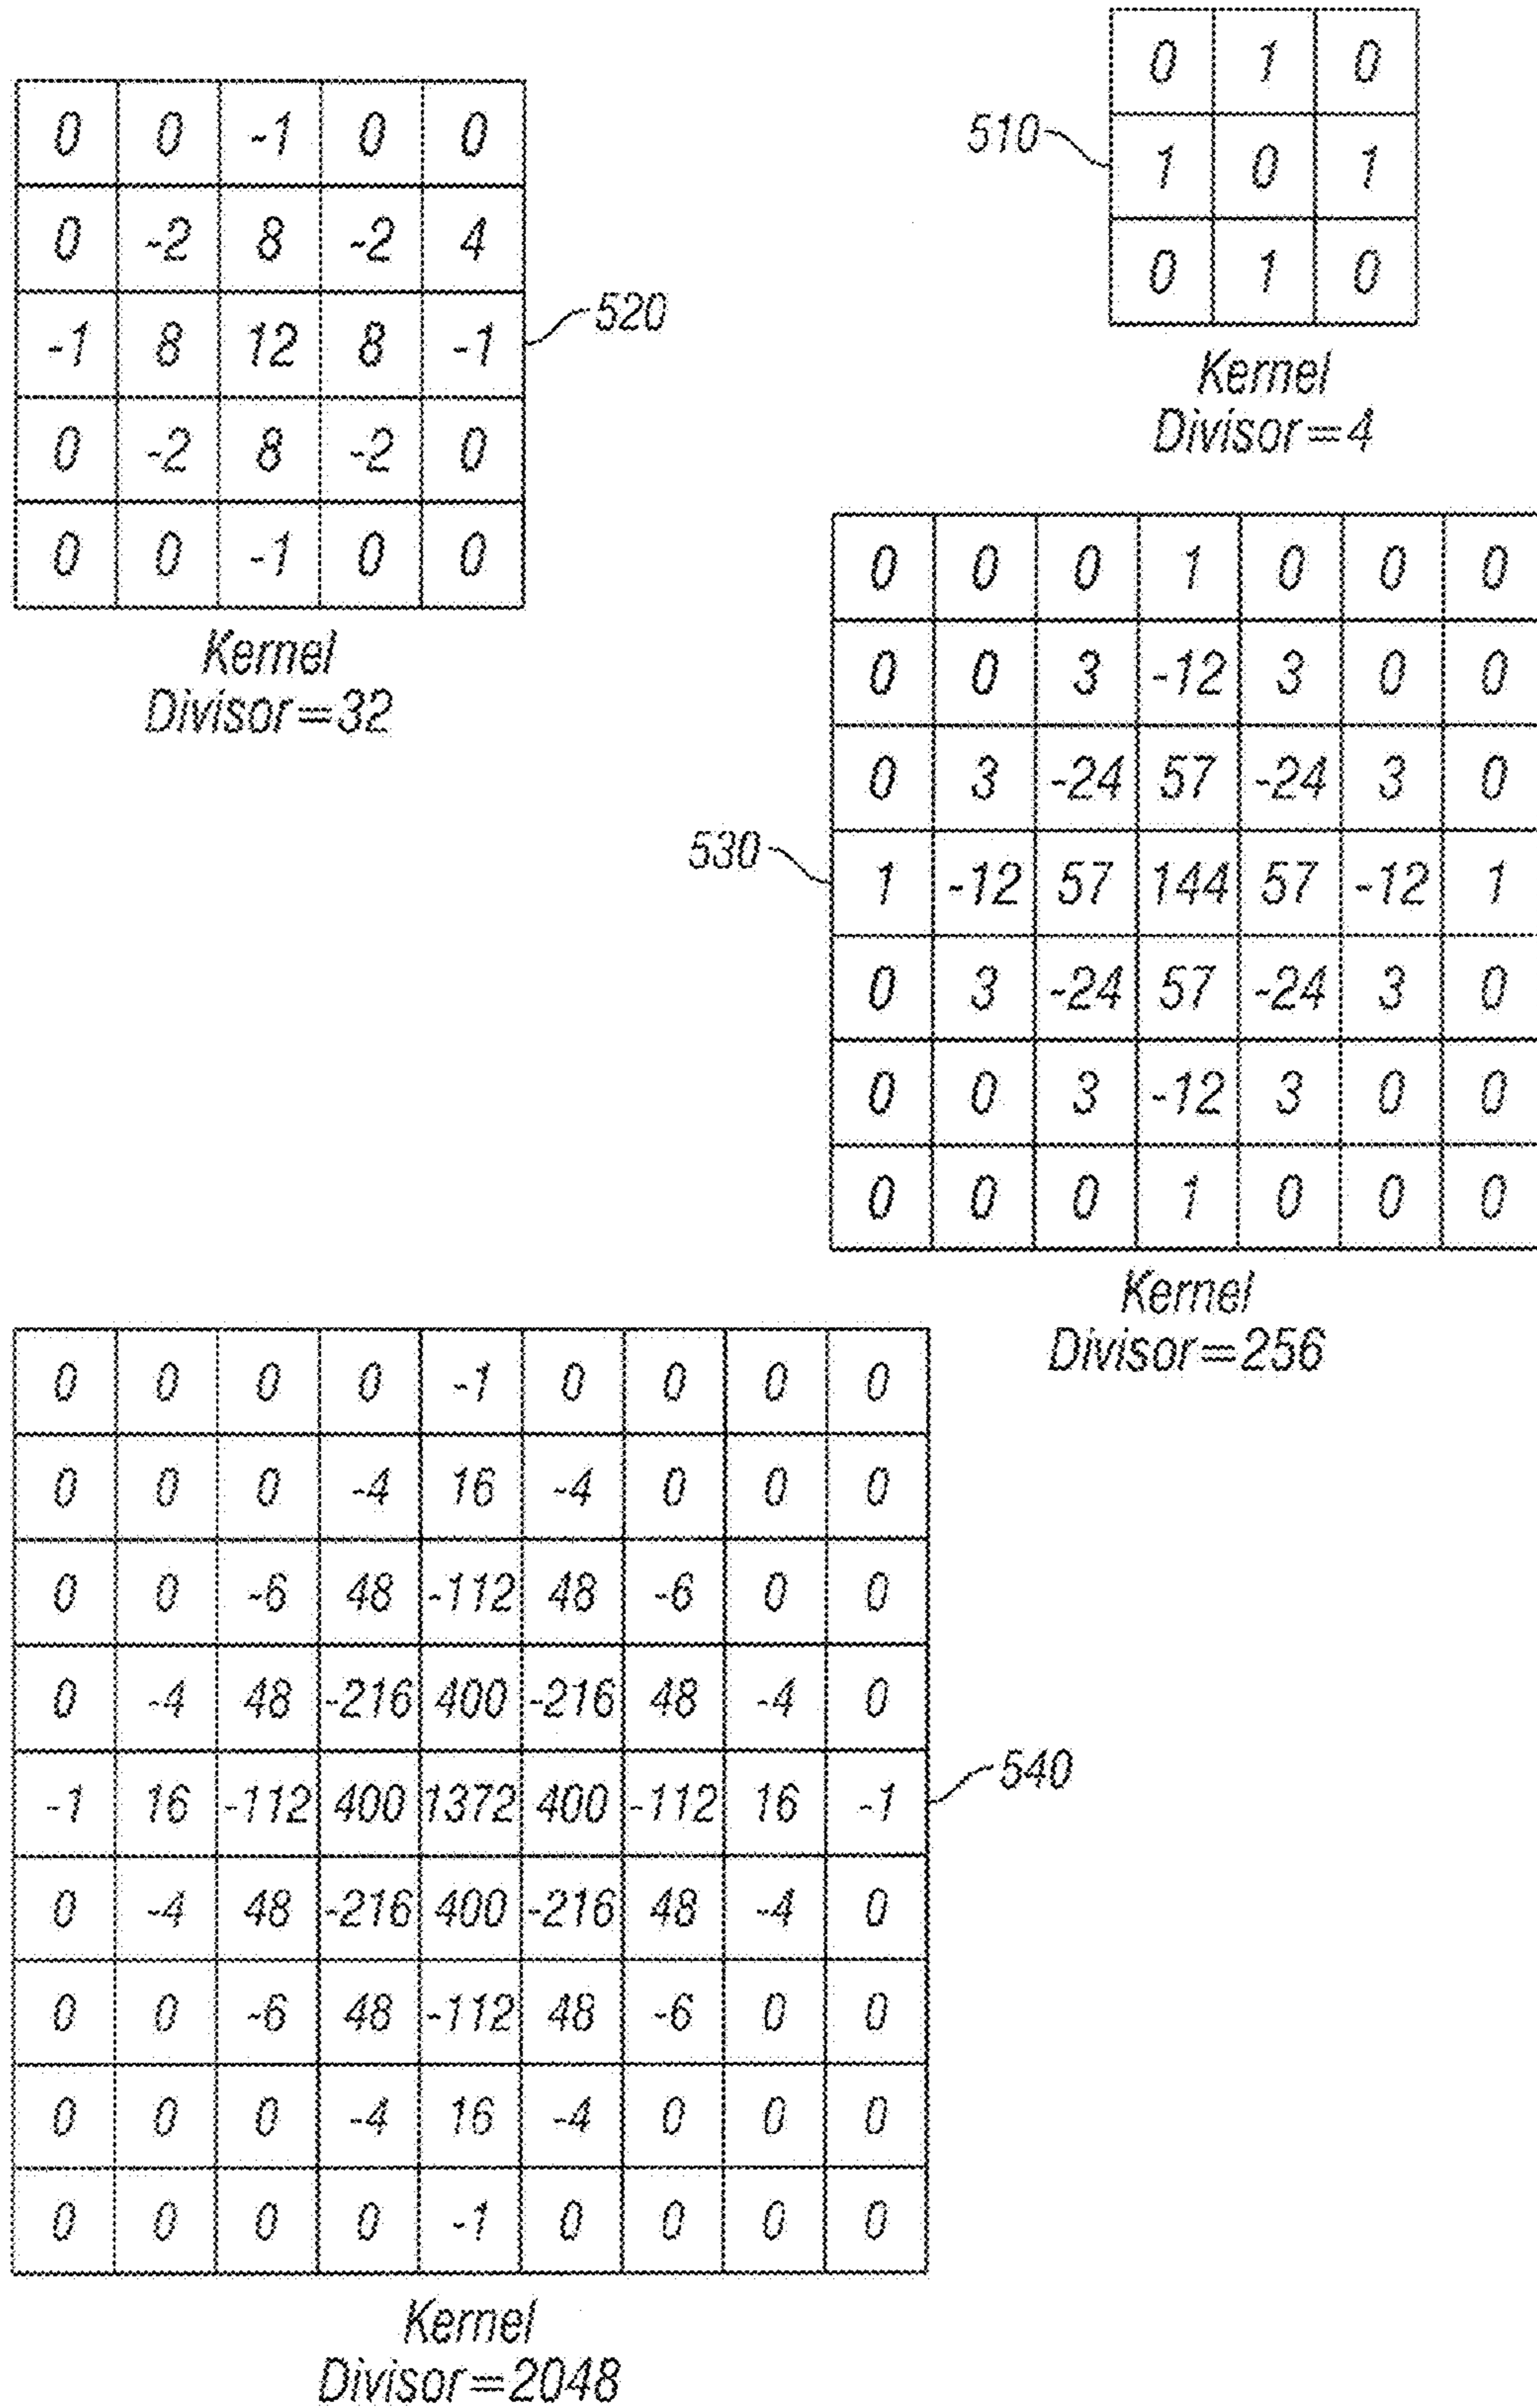 0 0 -1 0 0
0 -2 8 -2 4
-1 8 12 8 -1
0 -2 8 -2 0
0 0 -1 0 0
520
Kernel
Divisor=32
0 1 0
1 0 1
0 1 0
510
Kernel
Divisor=4
0 0 0 1 0 0 0
0 0 3 -12 3 0 0
0 3 -24 57 -24 3 0
530
1 -12 57 144 57 -12 1
0 3 -24 57 -24 3 0
0 0 3 -12 3 0 0
0 0 0 1 0 0 0
Kernel
Divisor=256
0 0 0 0 -1 0 0 0 0
0 0 0 -4 16 -4 0 0 0
0 0 -6 48 -112 48 -6 0 0
0 -4 48 -216 400 -216 48 -4 0
-1 16 -112 400 1372 400 -112 16 -1
540
0 -4 48 -216 400 -216 48 -4 0
0 0 -6 48 -112 48 -6 0 0
0 0 0 -4 16 -4 0 0 0
0 0 0 0 -1 0 0 0 0
Kernel
Divisor=2048